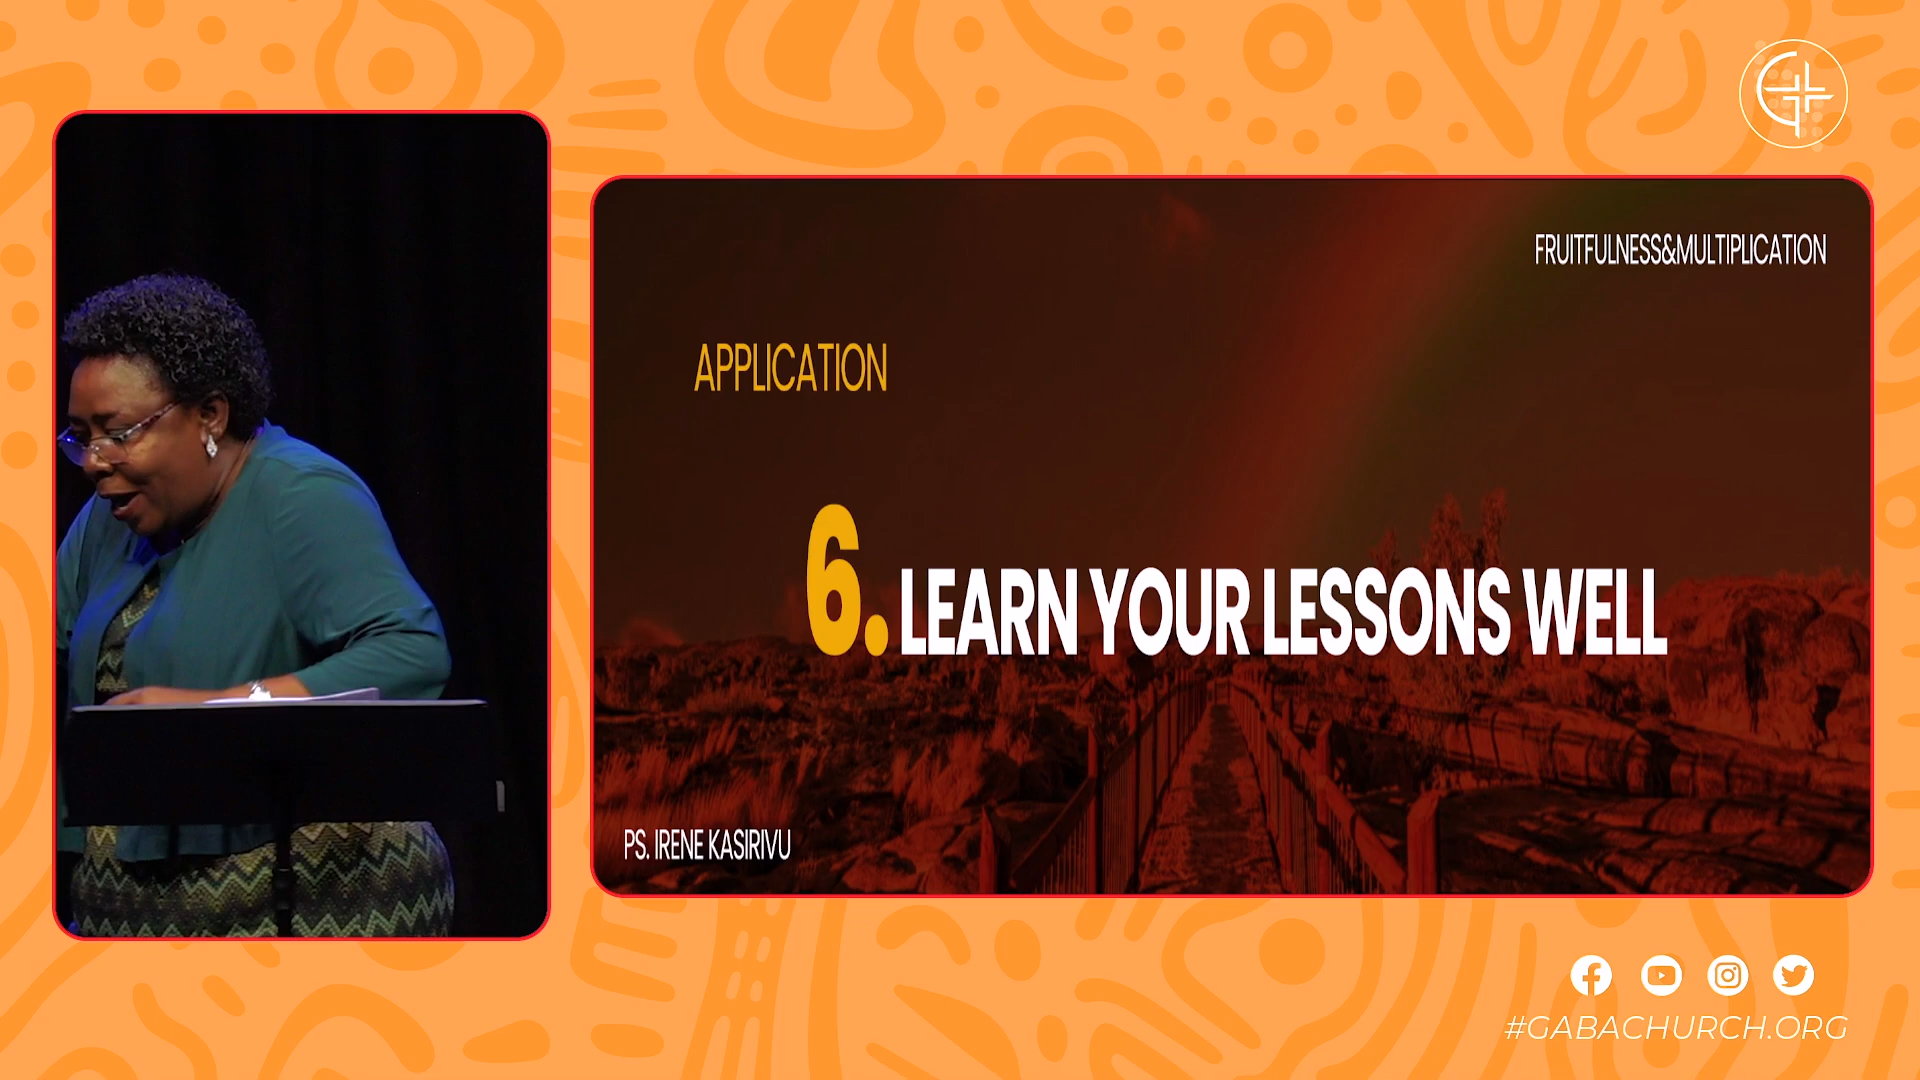 FRUITFULNESS&MULTIPLICATION
APPLICATION
6. LEARN YOUR LESSONS WELL
PS. IRENE KASIRIVU
#GABACHURCH.ORG